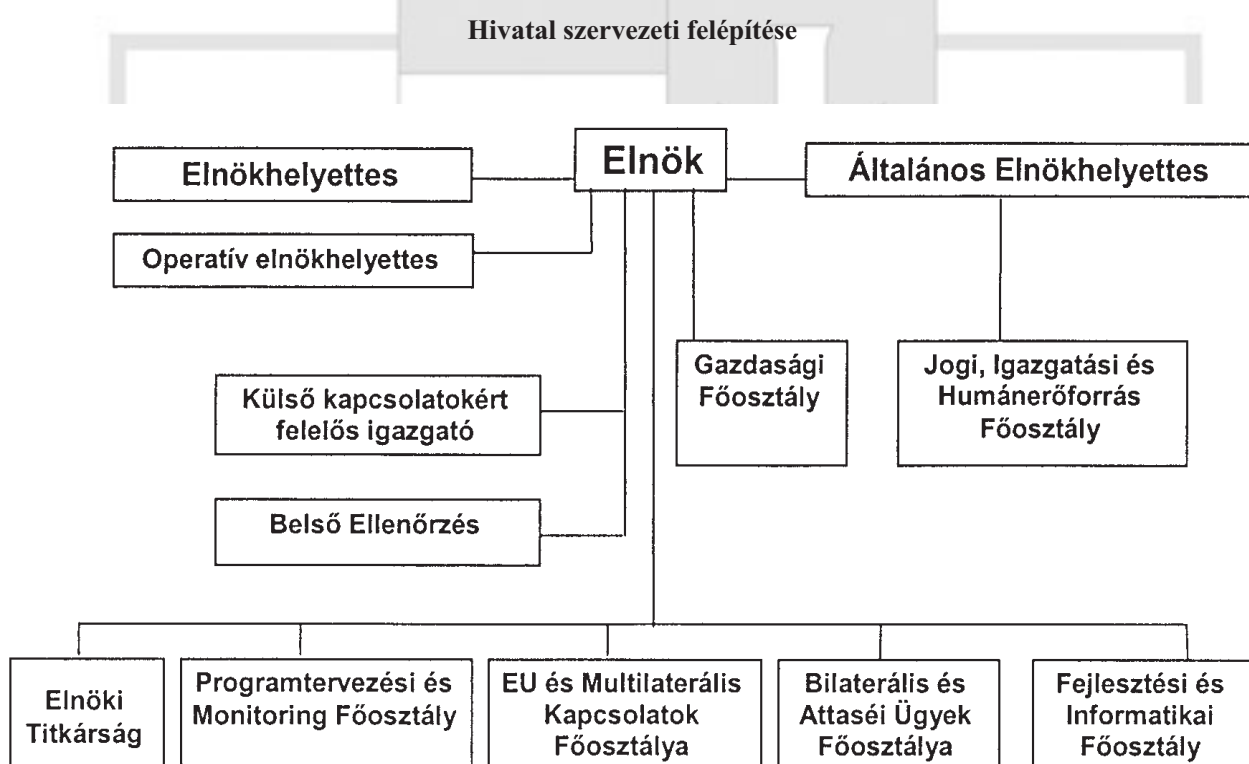 Hivatal szervezeti felépítése
Elnökhelyettes
Elnök
Általános Elnökhelyettes
Operatív elnökhelyettes
Külső kapcsolatokért
felelős igazgató
Gazdasági
Főosztály
Jogi, Igazgatási és
Humánerőforrás
Főosztály
Belső Ellenőrzés
Elnöki
Titkárság
Programtervezési és
Monitoring Főosztály
EU és Multilaterális
Kapcsolatok
Főosztálya
Bilaterális és
Attaséi Ügyek
Főosztálya
Fejlesztési és
Informatikai
Főosztály